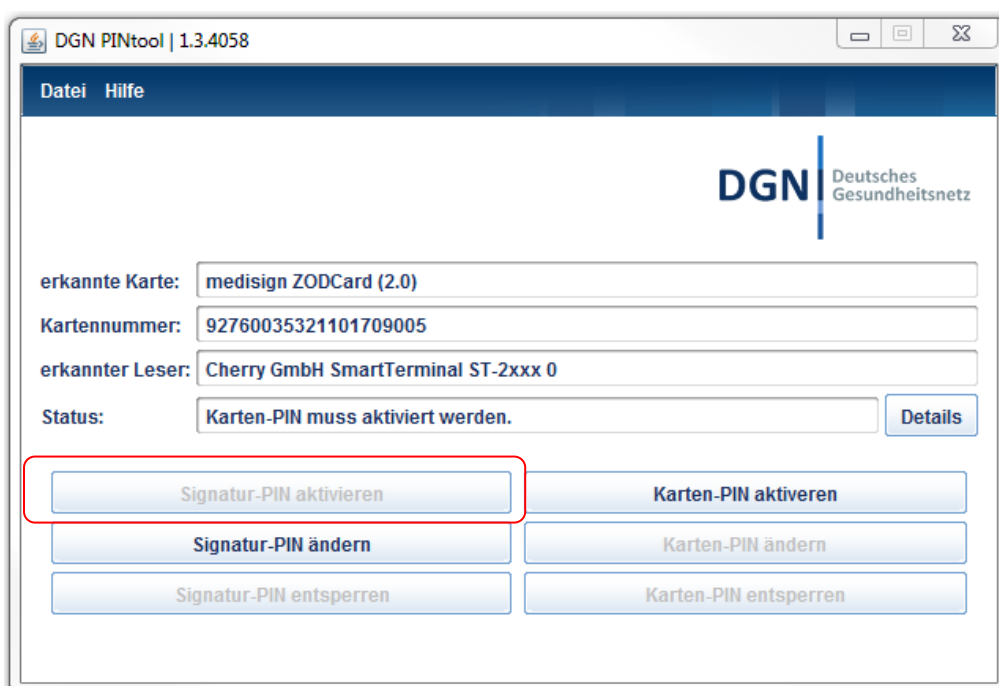 DGN PINtool | 1.3.4058
Datei Hilfe
DGN Deutsches
Gesundheitsnetz
erkannte Karte: medisign ZODCard (2.0)
Kartennummer: 92760035321101709005
erkannter Leser: Cherry GmbH SmartTerminal ST-2xxx 0
Status: Karten-PIN muss aktiviert werden. Details
Signatur-PIN aktivieren Karten-PIN aktiveren
Signatur-PIN ändern Karten-PIN ändern
Signatur-PIN entsperren Karten-PIN entsperren